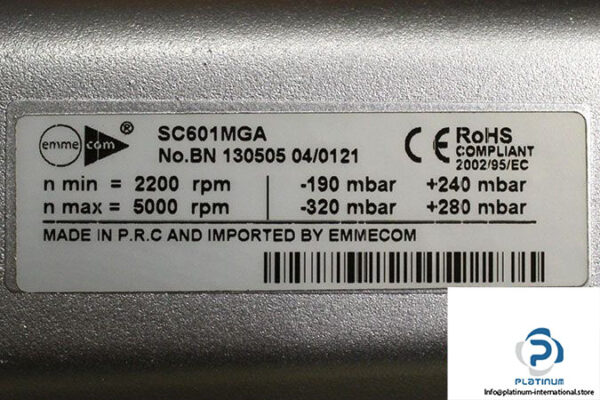 emme com ®
SC601MGA
No.BN 130505 04/0121
CE RoHS
COMPLIANT
2002/95/EC
n min = 2200 rpm -190 mbar +240 mbar
n max = 5000 rpm -320 mbar +280 mbar
MADE IN P.R.C AND IMPORTED BY EMMECOM
P
PLATINUM
Info@platinum-international.store